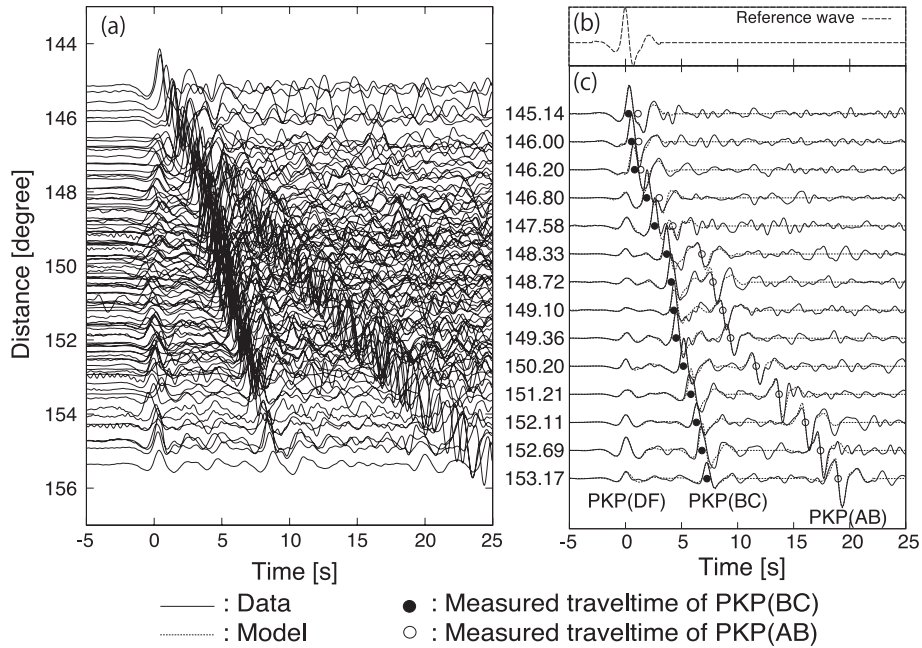 (a)
Distance [degree]
144
146
148
150
152
154
156
-5 0 5 10 15 20 25
Time [s]
(b)
Reference wave
(c)
145.14
146.00
146.20
146.80
147.58
148.33
148.72
149.10
149.36
150.20
151.21
152.11
152.69
153.17
PKP(DF) PKP(BC) PKP(AB)
-5 0 5 10 15 20 25
Time [s]
: Data
: Model
: Measured traveltime of PKP(BC)
: Measured traveltime of PKP(AB)